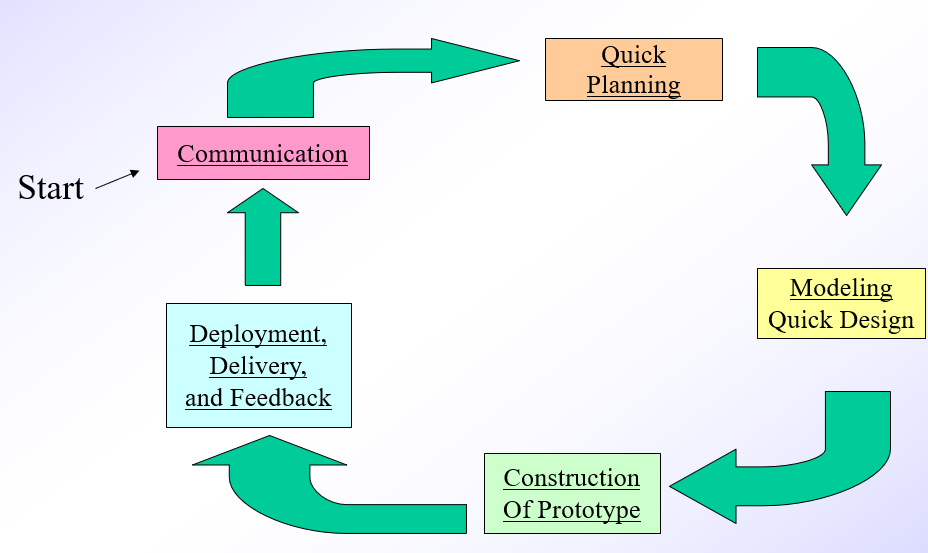 Quick
Planning
Communication
Start
Modeling
Quick Design
Deployment,
Delivery,
and Feedback
Construction
Of Prototype